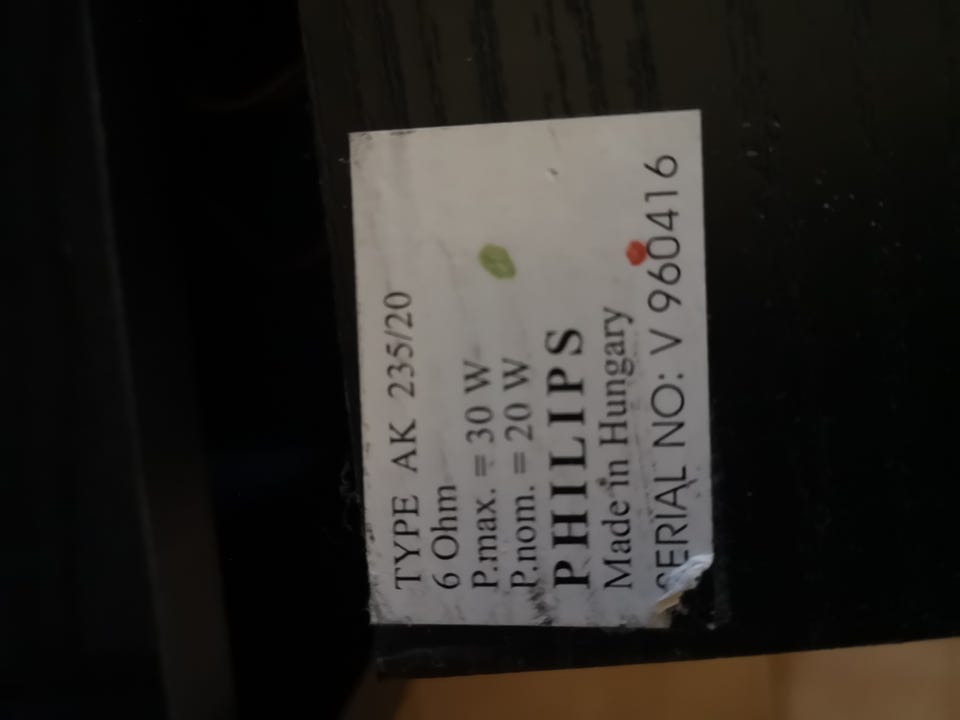 TYPE AK 235/20
6 Ohm
P.max. = 30 W
P.nom. = 20 W
PHILIPS
Made in Hungary
SERIAL NO: V 960416